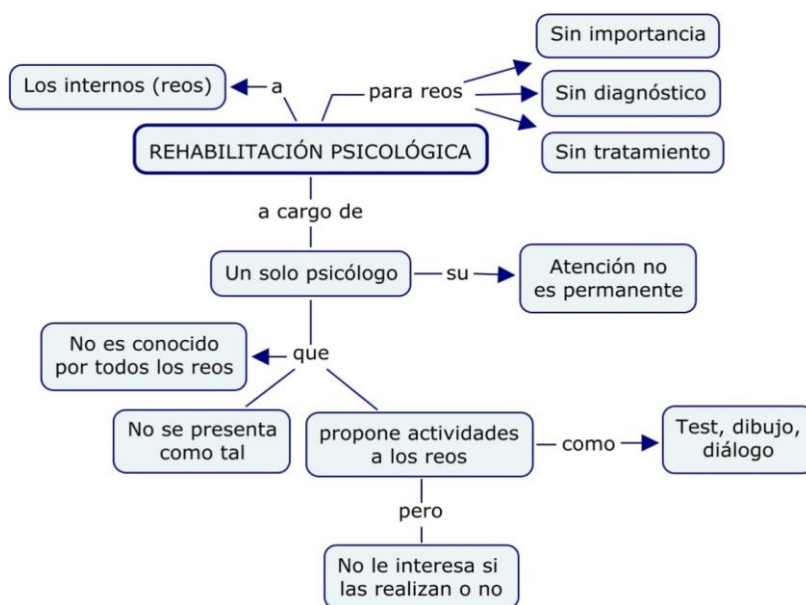 Sin importancia
Los internos (reos)
a
para reos
Sin diagnóstico
REHABILITACIÓN PSICOLÓGICA
Sin tratamiento
a cargo de
Un solo psicólogo
su
Atención no
es permanente
No es conocido
por todos los reos
que
No se presenta
como tal
propone actividades
a los reos
como
Test, dibujo,
diálogo
pero
No le interesa si
las realizan o no